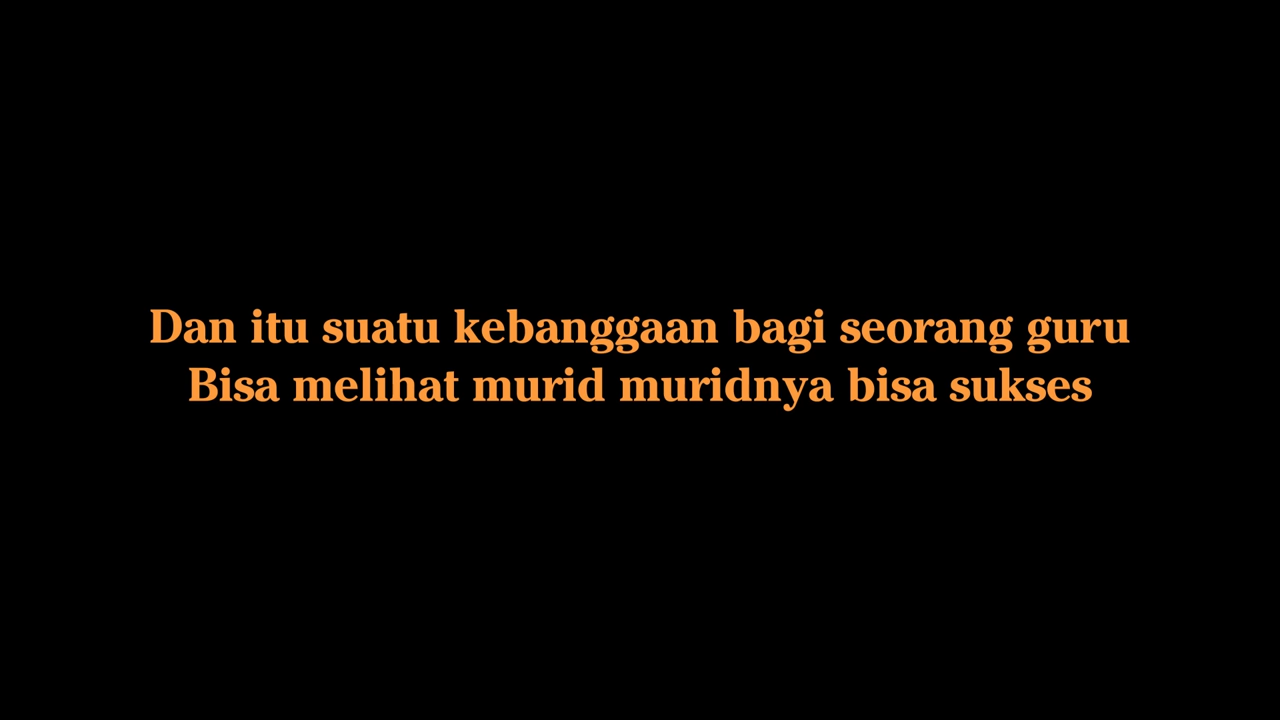 Dan itu suatu kebanggaan bagi seorang guru
Bisa melihat murid muridnya bisa sukses